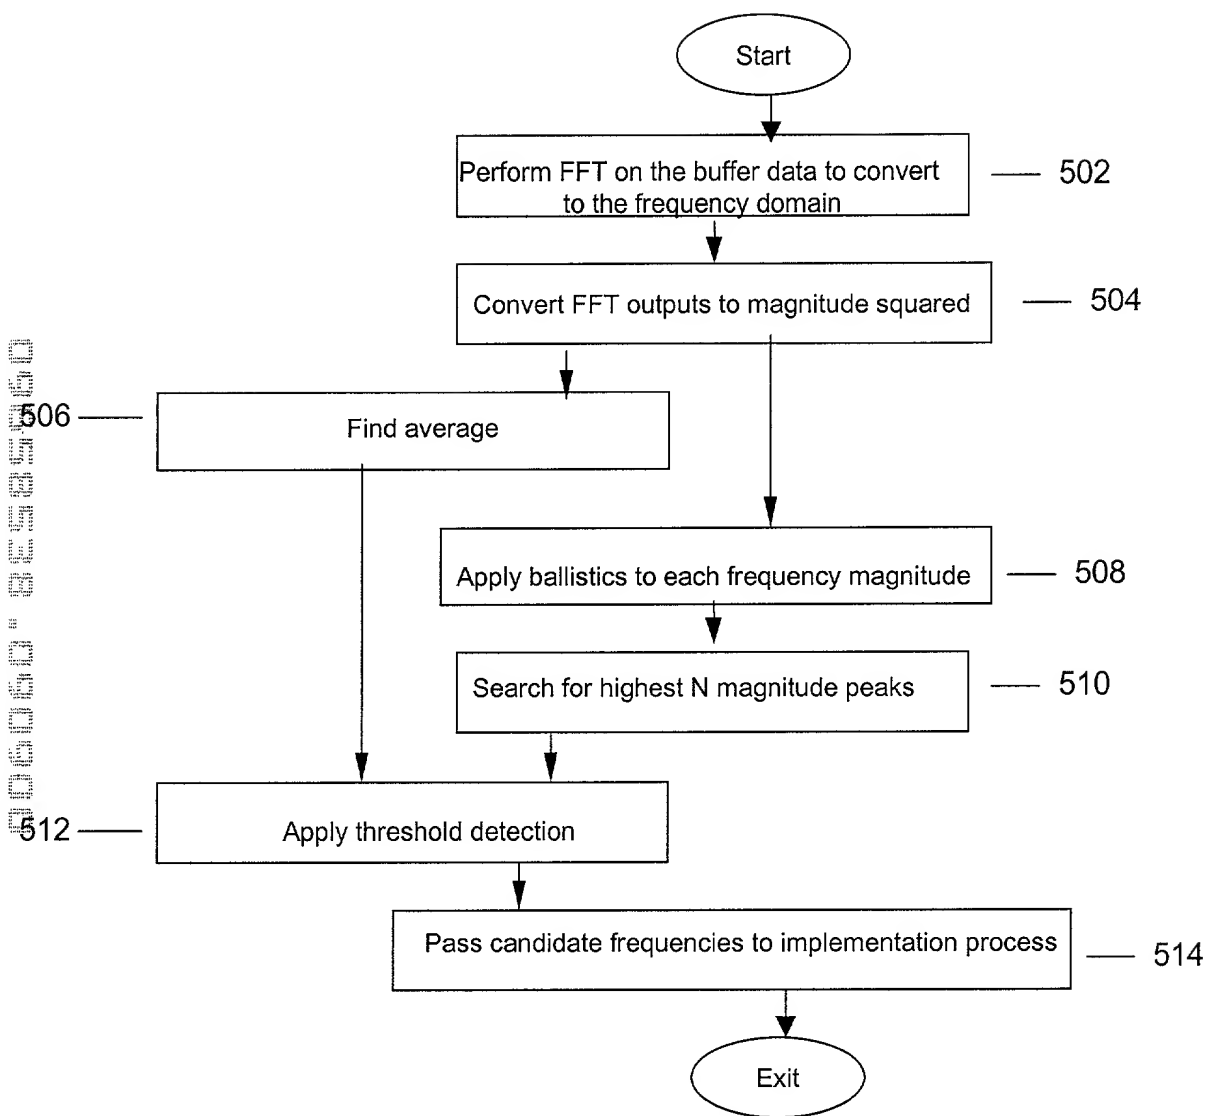 Start
Perform FFT on the buffer data to convert
to the frequency domain
502
Convert FFT outputs to magnitude squared
504
506
Find average
Apply ballistics to each frequency magnitude
508
Search for highest N magnitude peaks
510
512
Apply threshold detection
Pass candidate frequencies to implementation process
514
Exit